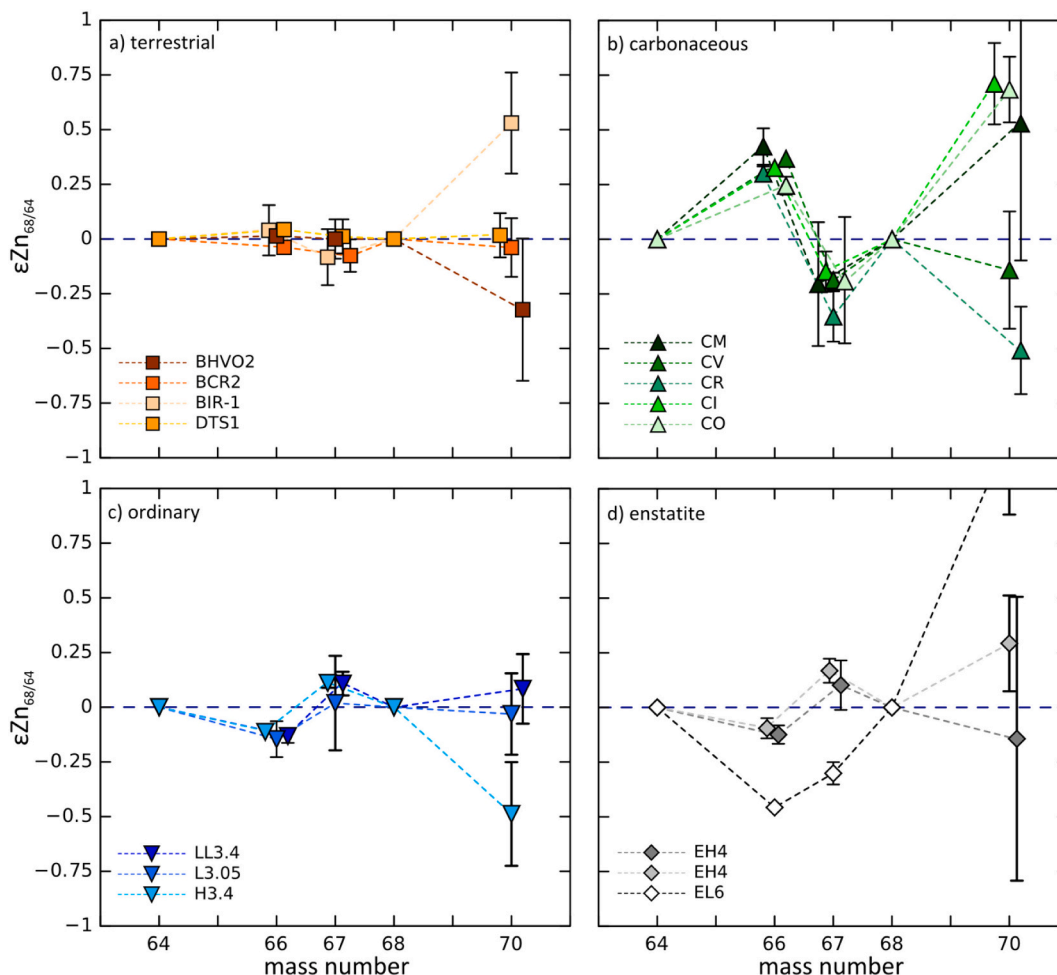 a) terrestrial
b) carbonaceous
1
0.75
0.5
0.25
0
−0.25
−0.5
−0.75
−1
εZn68/64
BHVO2
BCR2
BIR-1
DTS1
CM
CV
CR
CI
CO
c) ordinary
d) enstatite
0.75
0.5
0.25
0
−0.25
−0.5
−0.75
−1
εZn68/64
LL3.4
L3.05
H3.4
EH4
EH4
EL6
64 66 67 68 70 64 66 67 68 70
mass number mass number